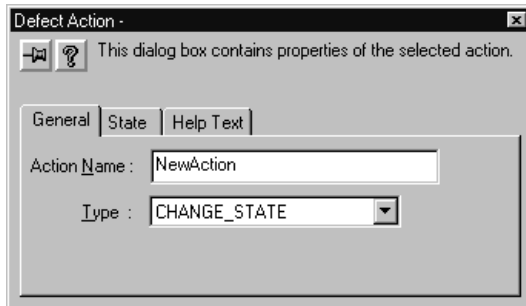 Defect Action -
This dialog box contains properties of the selected action.
General State Help Text
Action Name : NewAction
Type : CHANGE_STATE